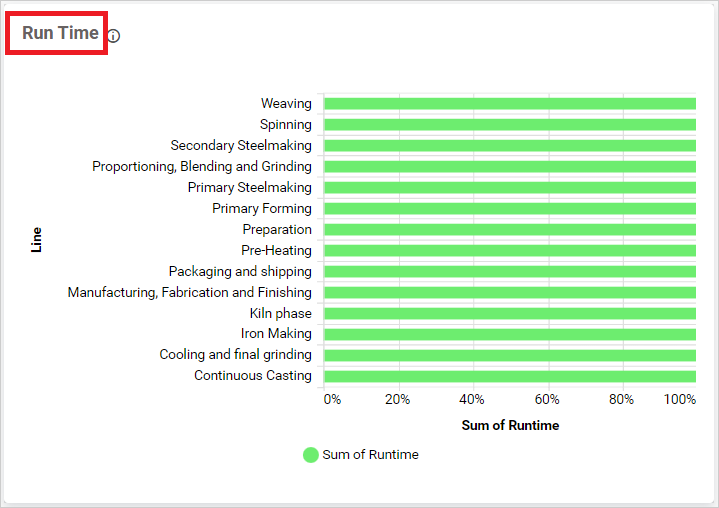 Run Time
Weaving
Spinning
Secondary Steelmaking
Proportioning, Blending and Grinding
Primary Steelmaking
Primary Forming
Preparation
Pre-Heating
Packaging and shipping
Manufacturing, Fabrication and Finishing
Kiln phase
Iron Making
Cooling and final grinding
Continuous Casting
Line
0% 20% 40% 60% 80% 100%
Sum of Runtime
Sum of Runtime